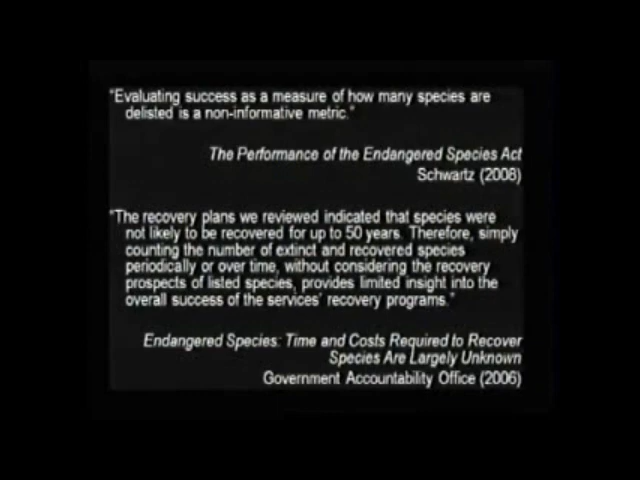 "Evaluating success as a measure of how many species are
delisted is a non-informative metric."
The Performance of the Endangered Species Act
Schwartz (2008)
"The recovery plans we reviewed indicated that species were
not likely to be recovered for up to 50 years. Therefore, simply
counting the number of extinct and recovered species
periodically or over time, without considering the recovery
prospects of listed species, provides limited insight into the
overall success of the services' recovery programs."
Endangered Species: Time and Costs Required to Recover
Species Are Largely Unknown
Government Accountability Office (2006)